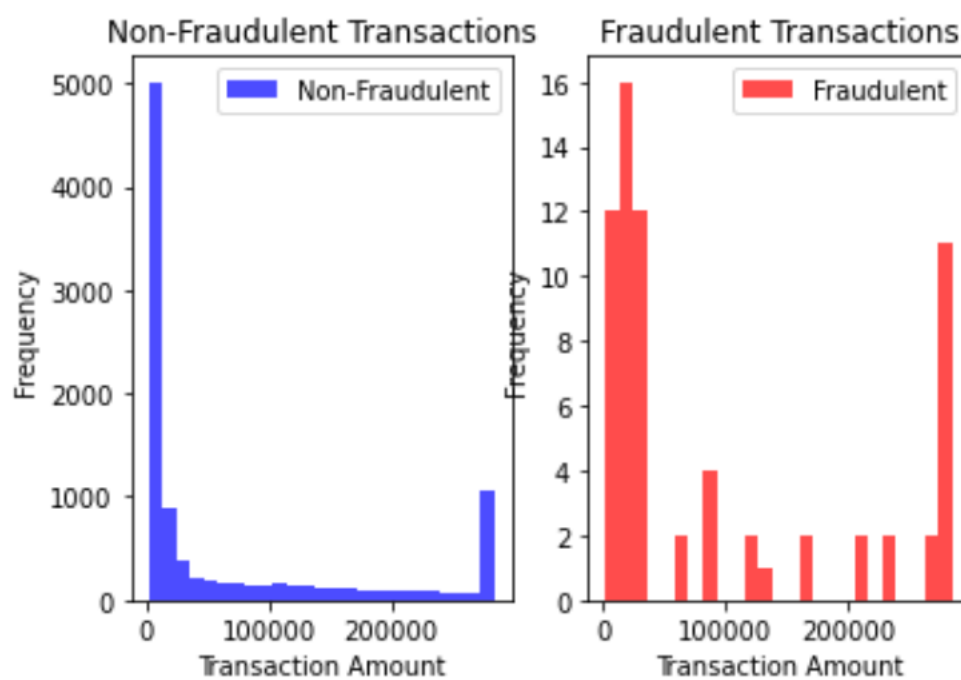 Non-Fraudulent Transactions
Non-Fraudulent
5000
4000
3000
2000
1000
0
Frequency
0 100000 200000
Transaction Amount
Fraudulent Transactions
Fraudulent
16
14
12
10
8
6
4
2
0
Frequency
0 100000 200000
Transaction Amount